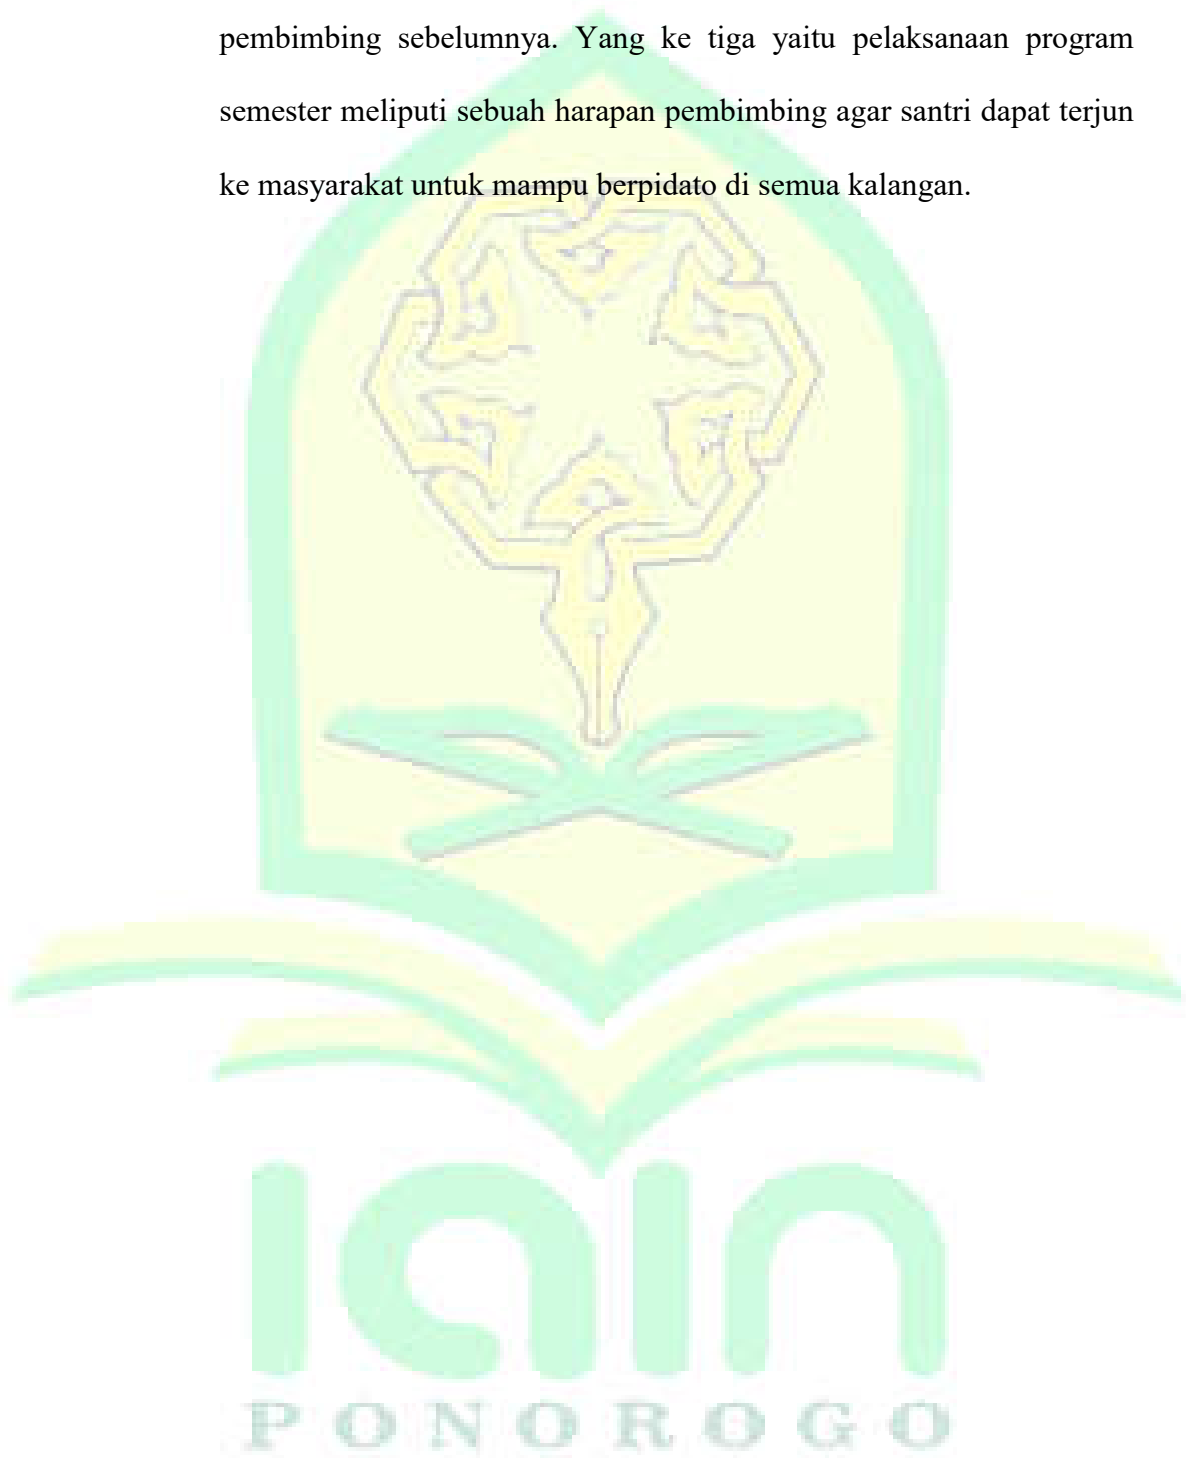 pembimbing sebelumnya. Yang ke tiga yaitu pelaksanaan program
semester meliputi sebuah harapan pembimbing agar santri dapat terjun
ke masyarakat untuk mampu berpidato di semua kalangan.
iain
PONOROGO